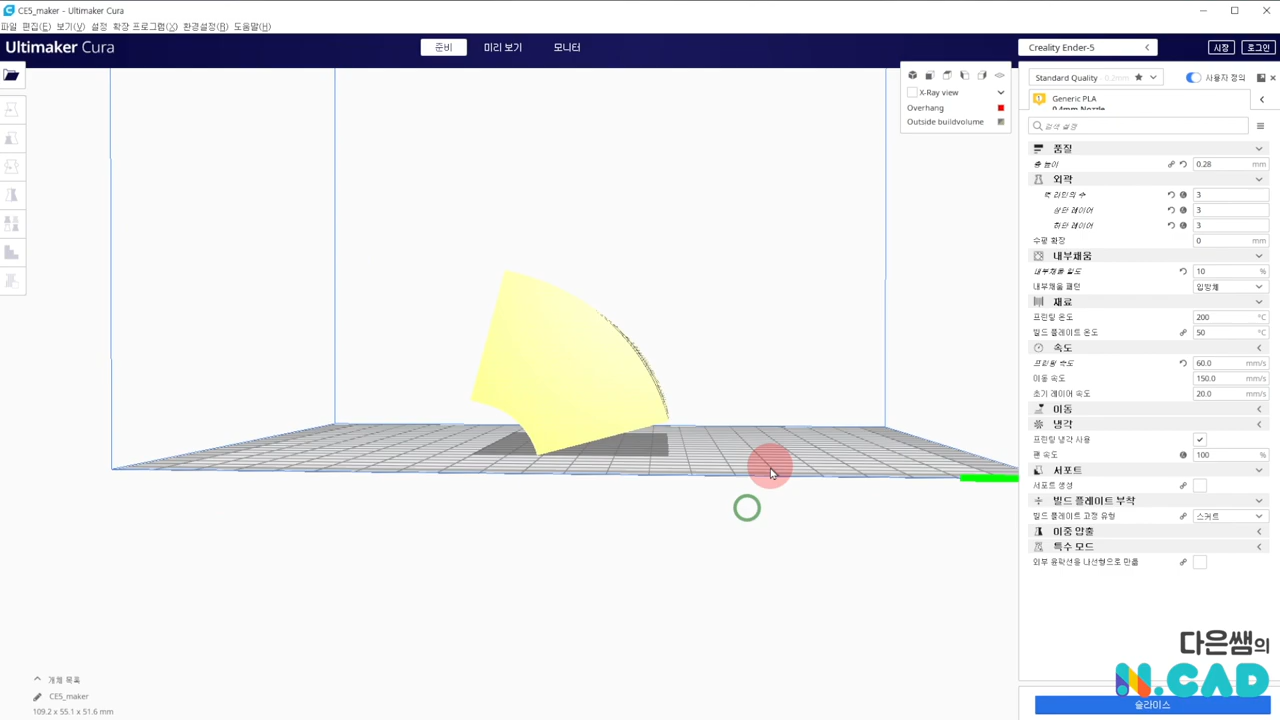 CE5_maker - Ultimaker Cura
파일 편집(E) 보기(V) 설정 확장 프로그램(X) 환경설정(R) 도움말(H)
Ultimaker Cura
준비
미리 보기
모니터
Creality Ender-5
시장
로그인
X-Ray view
Overhang
Outside buildvolume
Standard Quality - 0.2mm
사용자 정의
Generic PLA
0.4mm Nozzle
검색 설정
품질
층 높이 0.28 mm
외곽
벽 라인의 수 3
상단 레이어 3
하단 레이어 3
수평 확장 0 mm
내부채움
내부채움 밀도 10 %
내부채움 패턴 입방체
재료
프린팅 온도 200 °C
빌드 플레이트 온도 50 °C
속도
프린팅 속도 60.0 mm/s
이동 속도 150.0 mm/s
초기 레이어 속도 20.0 mm/s
이동
냉각
프린팅 냉각 사용
팬 속도 100 %
서포트
서포트 생성
빌드 플레이트 부착
빌드 플레이트 고정 유형 스커트
이중 압출
특수 모드
외부 윤곽선을 나선형으로 만듦
다은쌤의
N.CAD
슬라이스
개체 목록
CE5_maker
109.2 x 55.1 x 51.6 mm